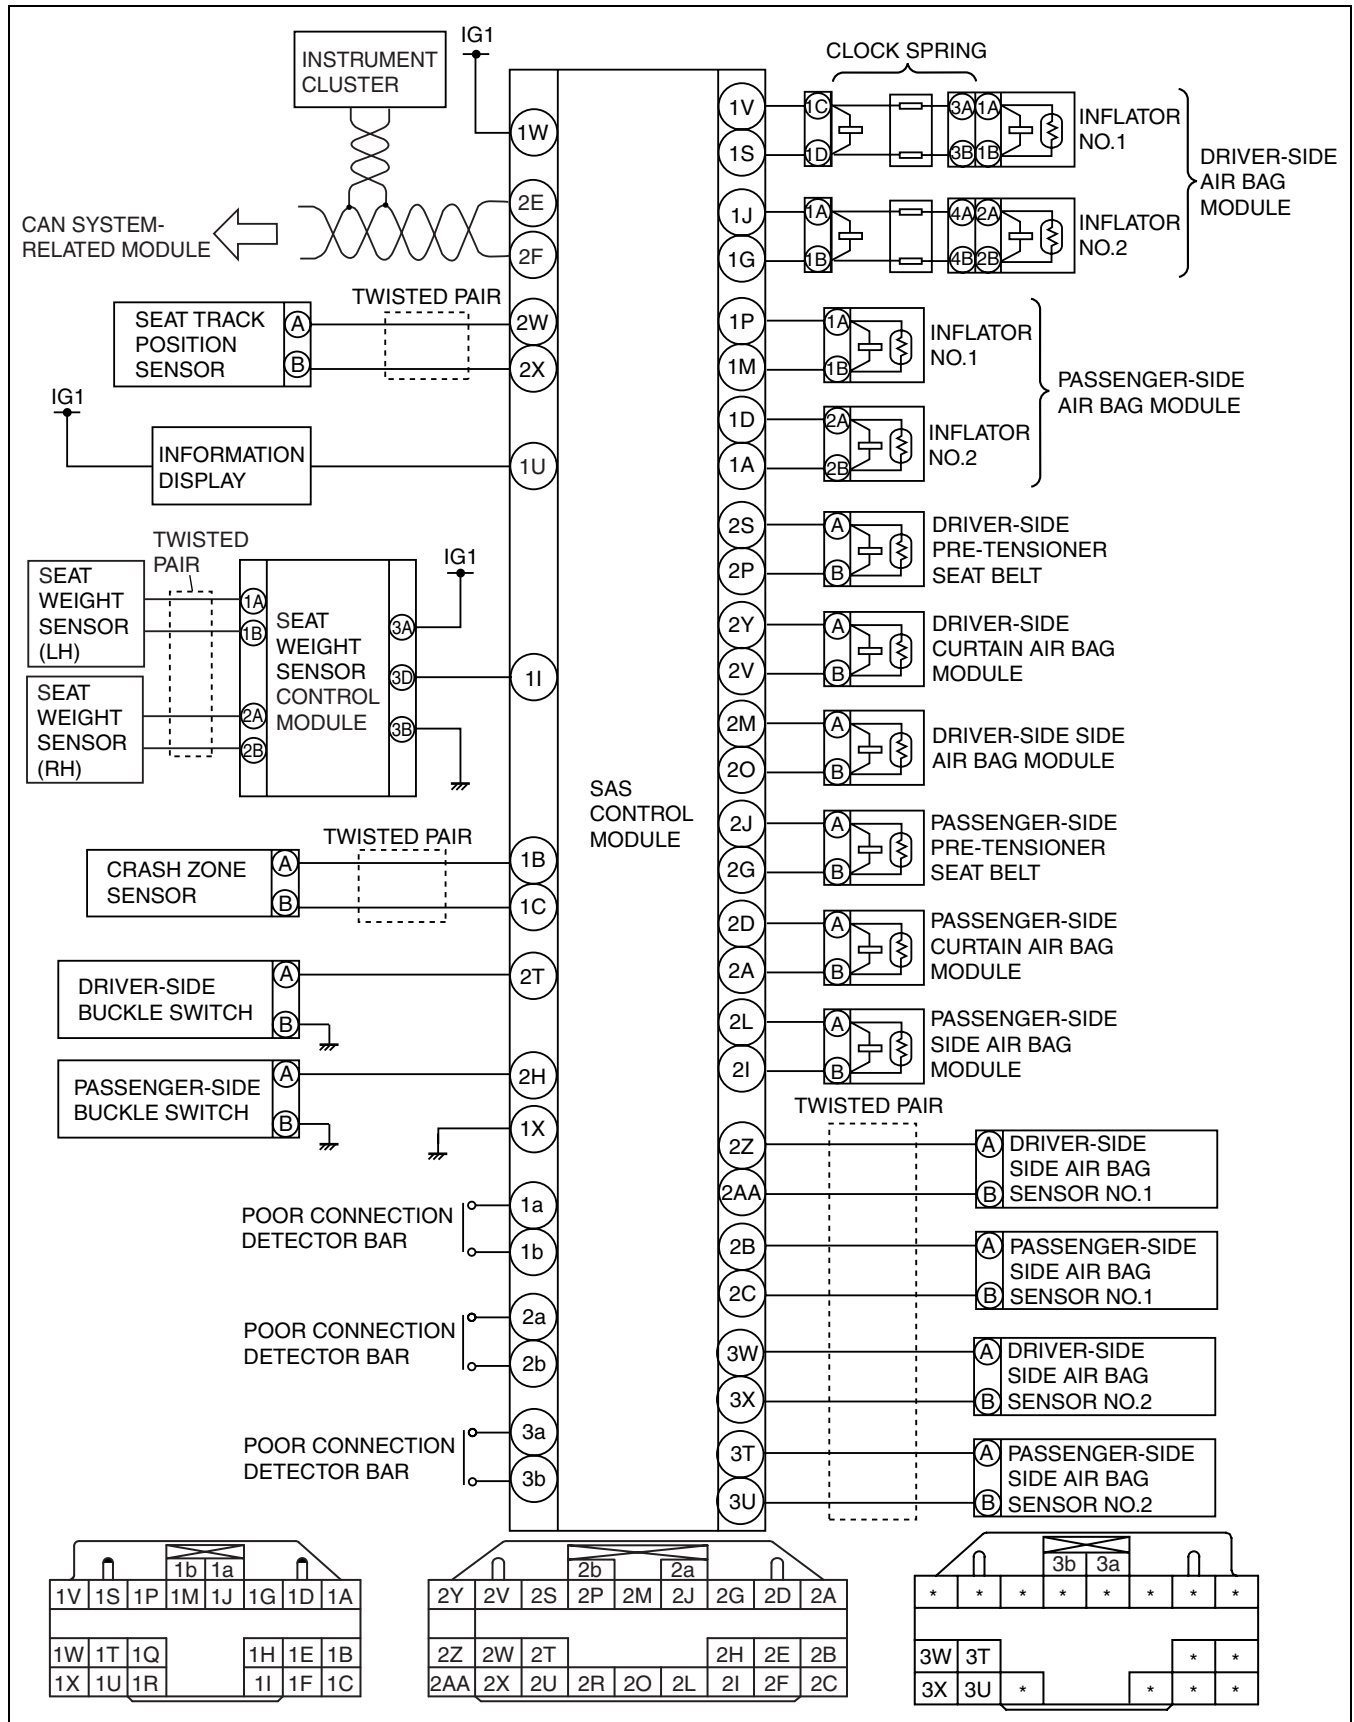 INSTRUMENT
CLUSTER
IG1
1W
2E
2F
CAN SYSTEM-
RELATED MODULE
TWISTED PAIR
SEAT TRACK
POSITION
SENSOR
A
B
2W
2X
IG1
INFORMATION
DISPLAY
1U
TWISTED
PAIR
SEAT
WEIGHT
SENSOR
(LH)
SEAT
WEIGHT
SENSOR
(RH)
1A
1B
2A
2B
SEAT
WEIGHT
SENSOR
CONTROL
MODULE
3A
3D
3B
IG1
1I
TWISTED PAIR
CRASH ZONE
SENSOR
A
B
1B
1C
DRIVER-SIDE
BUCKLE SWITCH
A
B
2T
PASSENGER-SIDE
BUCKLE SWITCH
A
B
2H
1X
POOR CONNECTION
DETECTOR BAR
1a
1b
POOR CONNECTION
DETECTOR BAR
2a
2b
POOR CONNECTION
DETECTOR BAR
3a
3b
SAS
CONTROL
MODULE
CLOCK SPRING
1V
1S
1C
1D
3A
3B
1A
1B
INFLATOR
NO.1
1J
1G
1A
1B
4A
4B
2A
2B
INFLATOR
NO.2
DRIVER-SIDE
AIR BAG
MODULE
1P
1M
1A
1B
INFLATOR
NO.1
1D
1A
2A
2B
INFLATOR
NO.2
PASSENGER-SIDE
AIR BAG MODULE
2S
2P
A
B
DRIVER-SIDE
PRE-TENSIONER
SEAT BELT
2Y
2V
A
B
DRIVER-SIDE
CURTAIN AIR BAG
MODULE
2M
2O
A
B
DRIVER-SIDE SIDE
AIR BAG MODULE
2J
2G
A
B
PASSENGER-SIDE
PRE-TENSIONER
SEAT BELT
2D
2A
A
B
PASSENGER-SIDE
CURTAIN AIR BAG
MODULE
2L
2I
A
B
PASSENGER-SIDE
SIDE AIR BAG
MODULE
TWISTED PAIR
2Z
2AA
A
B
DRIVER-SIDE
SIDE AIR BAG
SENSOR NO.1
2B
2C
A
B
PASSENGER-SIDE
SIDE AIR BAG
SENSOR NO.1
3W
3X
A
B
DRIVER-SIDE
SIDE AIR BAG
SENSOR NO.2
3T
3U
A
B
PASSENGER-SIDE
SIDE AIR BAG
SENSOR NO.2
1b 1a
1V 1S 1P 1M 1J 1G 1D 1A
1W 1T 1Q 1H 1E 1B
1X 1U 1R 1I 1F 1C
2b 2a
2Y 2V 2S 2P 2M 2J 2G 2D 2A
2Z 2W 2T 2H 2E 2B
2AA 2X 2U 2R 2O 2L 2I 2F 2C
3b 3a
* * * * * * * *
3W 3T * *
3X 3U * * * *